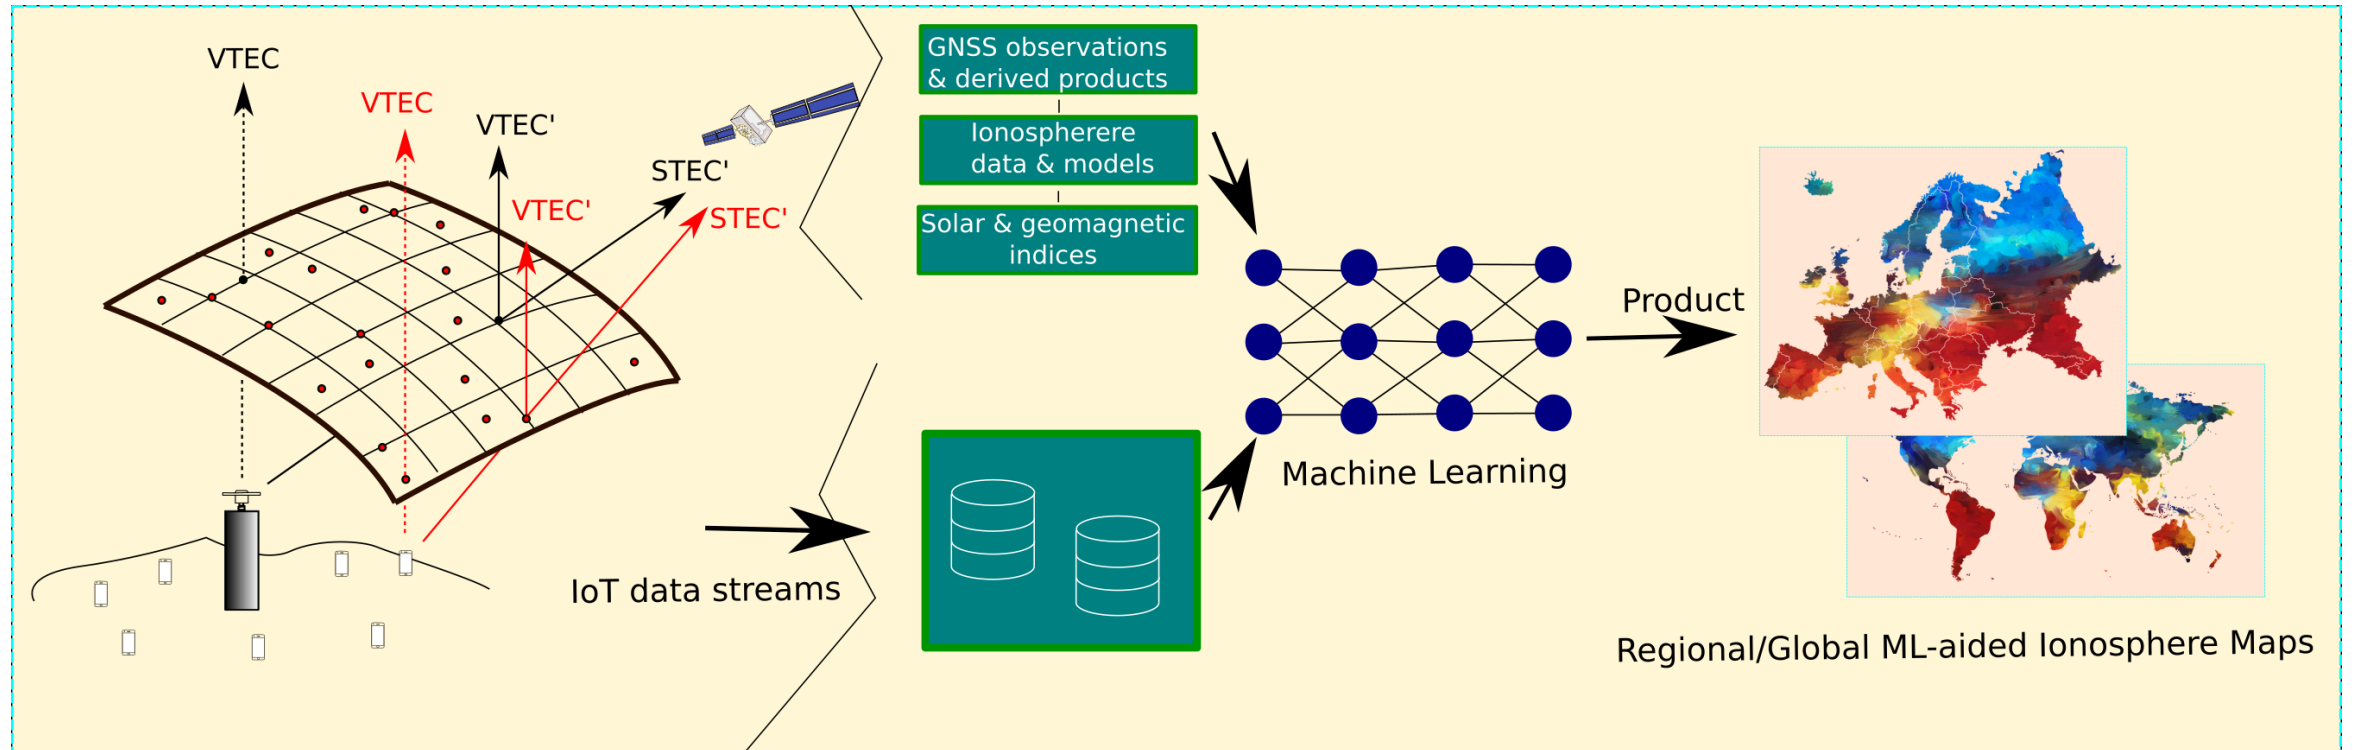 VTEC
VTEC
VTEC'
STEC'
VTEC'
STEC'
IoT data streams
GNSS observations
& derived products
Ionospherere
data & models
Solar & geomagnetic
indices
Machine Learning
Product
Regional/Global ML-aided Ionosphere Maps